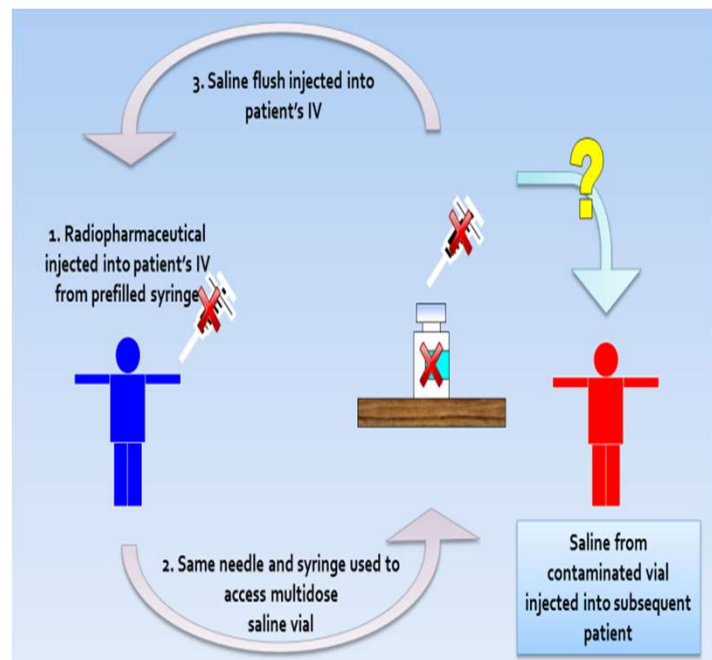 3. Saline flush injected into
patient's IV
1. Radiopharmaceutical
injected into patient's IV
from prefilled syringe
?
2. Same needle and syringe used to
access multidose
saline vial
Saline from
contaminated vial
injected into subsequent
patient